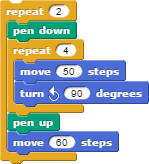 repeat 2
pen down
repeat 4
move 50 steps
turn 90 degrees
pen up
move 60 steps